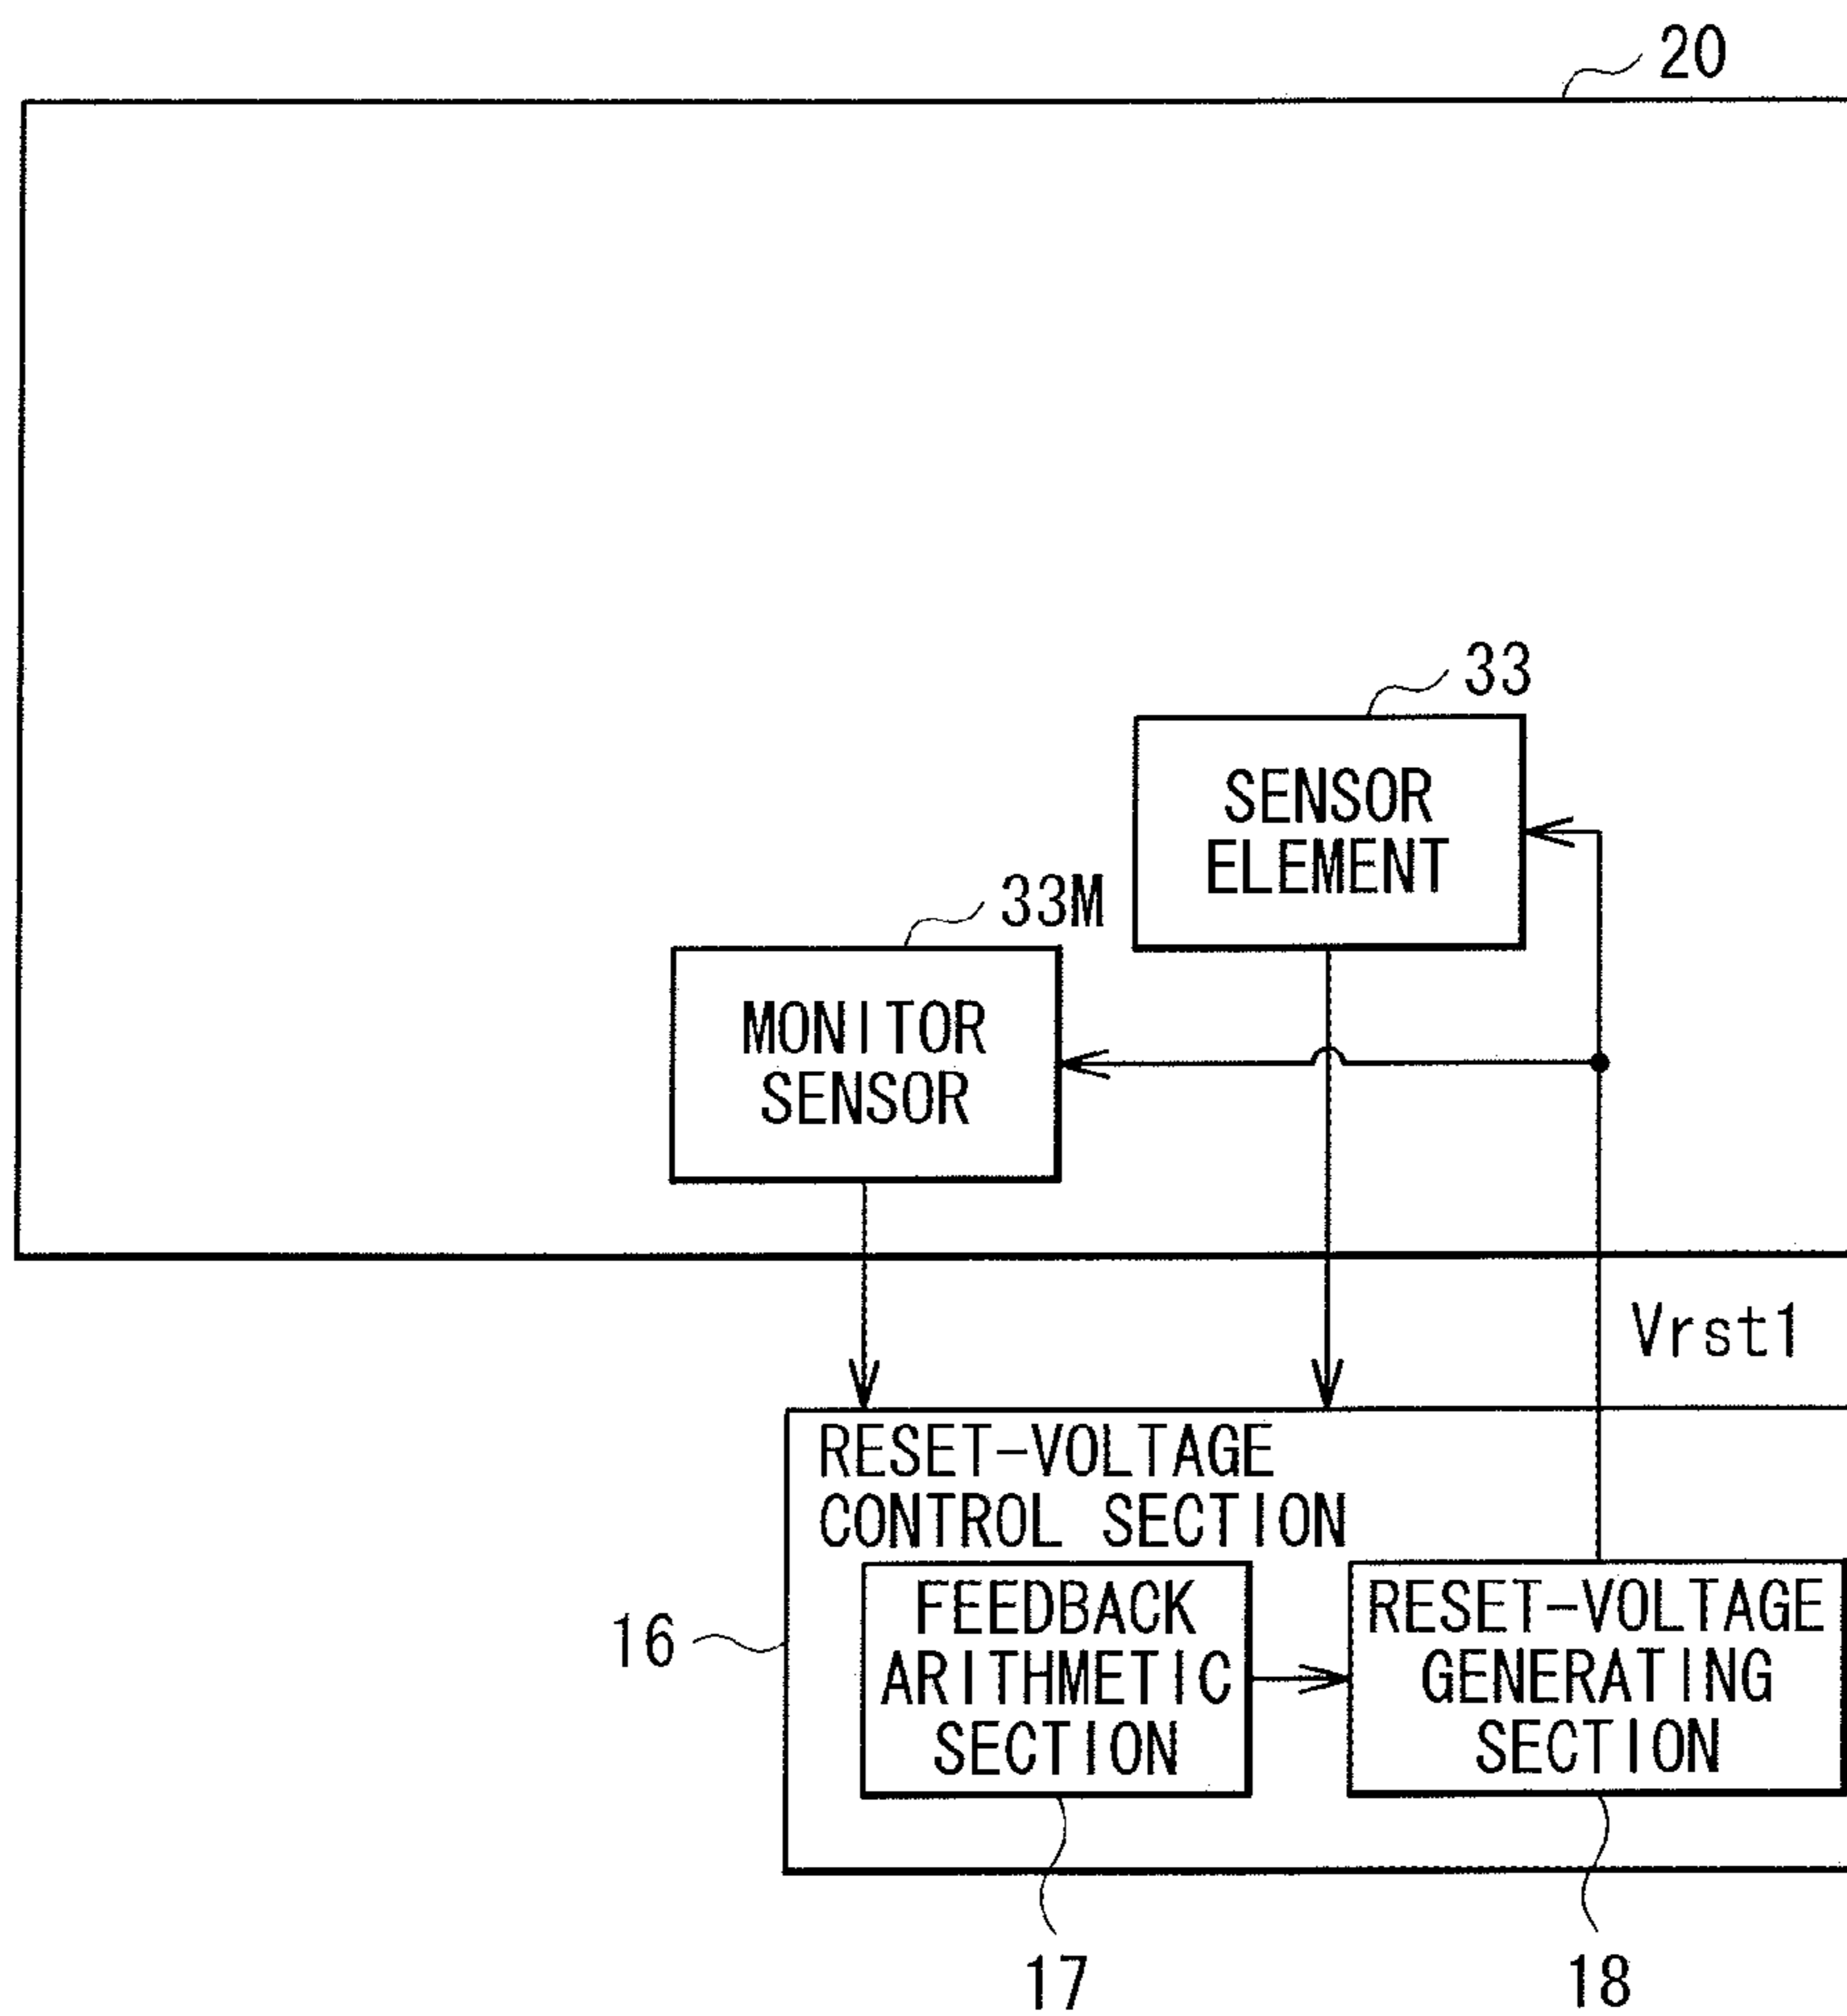 20
33
SENSOR
ELEMENT
33M
MONITOR
SENSOR
Vrst1
RESET-VOLTAGE
CONTROL SECTION
16
FEEDBACK
ARITHMETIC
SECTION
RESET-VOLTAGE
GENERATING
SECTION
17
18